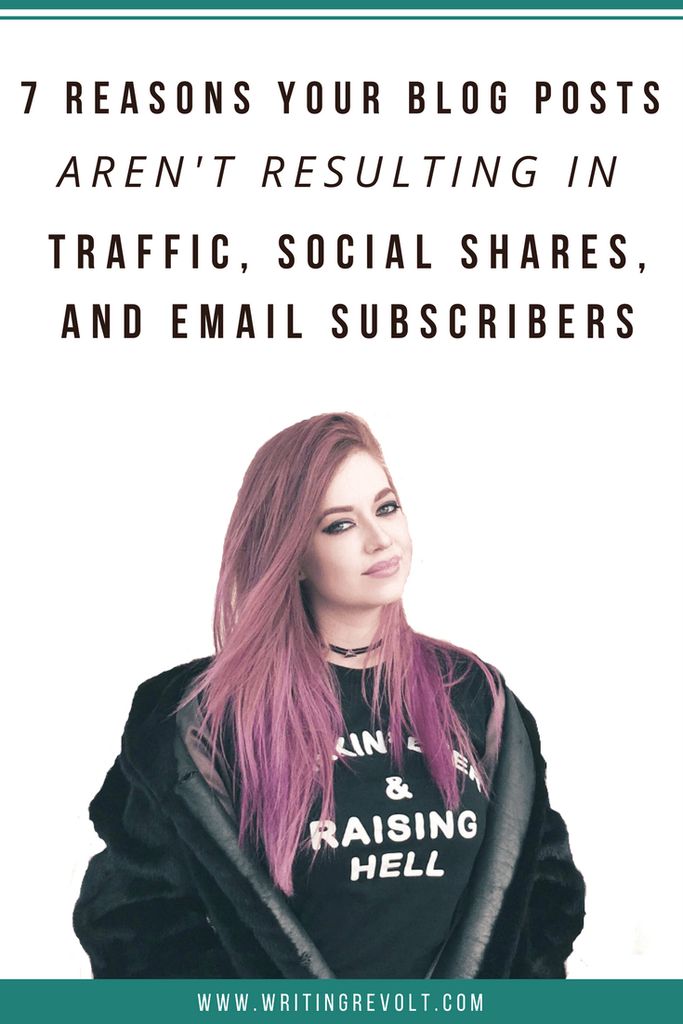 7 REASONS YOUR BLOG POSTS
AREN'T RESULTING IN
TRAFFIC, SOCIAL SHARES,
AND EMAIL SUBSCRIBERS
&
RAISING
HELL
WWW.WRITINGREVOLT.COM